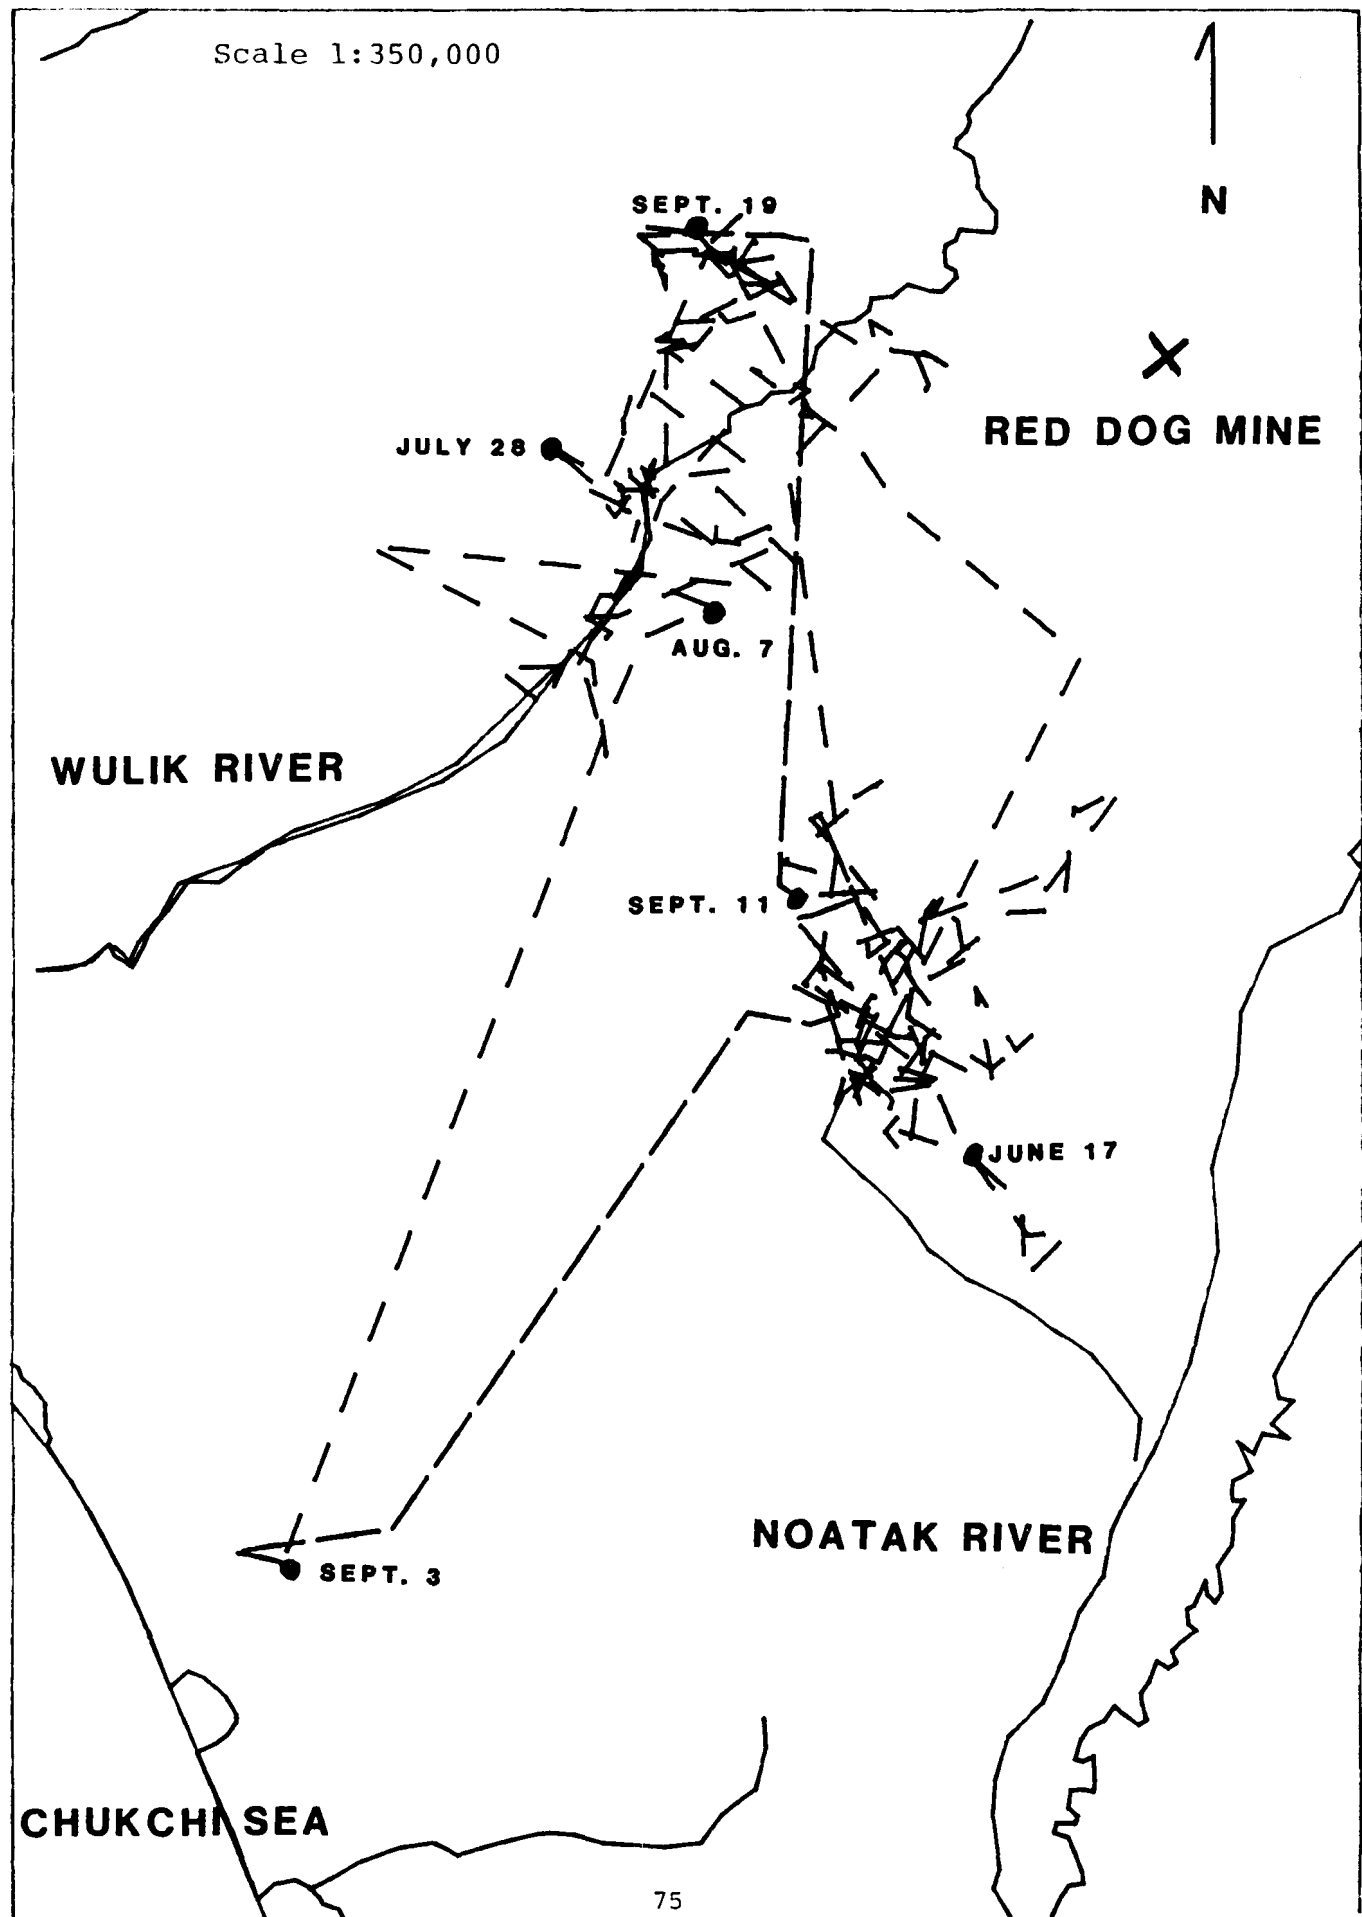 Scale 1:350,000
SEPT. 19
N
RED DOG MINE
JULY 28
AUG. 7
WULIK RIVER
SEPT. 11
JUNE 17
NOATAK RIVER
SEPT. 3
CHUKCHI SEA
75